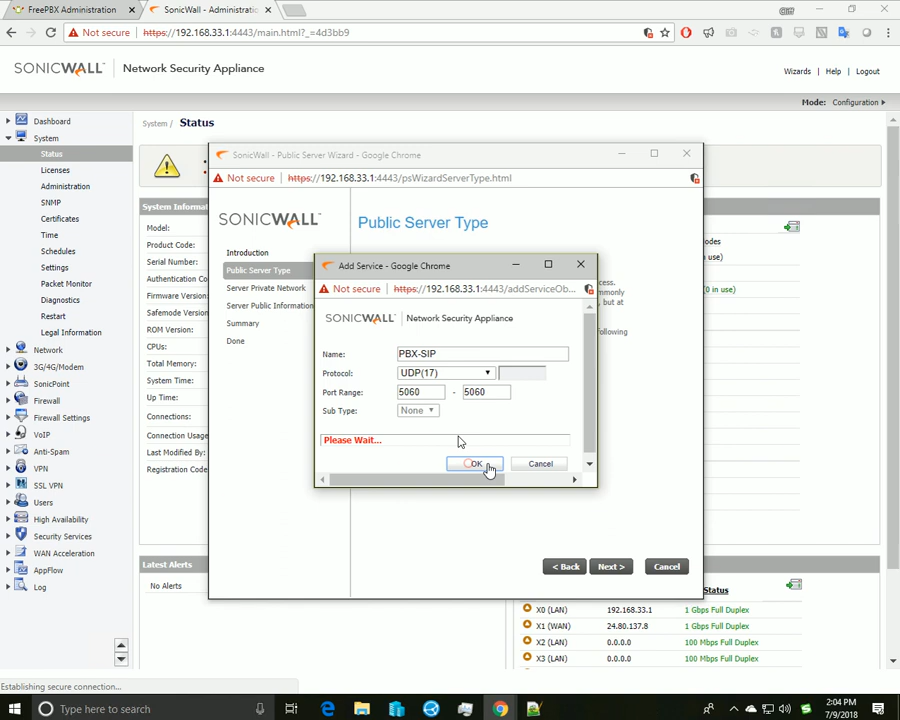 FreePBX Administration
SonicWall - Administratio
Not secure | https://192.168.33.1:4443/main.html?_=4d3bb9
SONICWALL | Network Security Appliance
Wizards | Help | Logout
Mode: Configuration
Dashboard
System
Status
Licenses
Administration
SNMP
Certificates
Time
Schedules
Settings
Packet Monitor
Diagnostics
Restart
Legal Information
Network
3G/4G/Modem
SonicPoint
Firewall
Firewall Settings
VoIP
Anti-Spam
VPN
SSL VPN
Users
High Availability
Security Services
WAN Acceleration
AppFlow
Log
System / Status
System Informa
Model:
Product Code:
Serial Number:
Authentication Co
Firmware Version:
Safemode Version
ROM Version:
CPUs:
Total Memory:
System Time:
Up Time:
Connections:
Connection Usage
Last Modified By:
Registration Code
Latest Alerts
No Alerts
odes
n use)
(0 in use)
SonicWall - Public Server Wizard - Google Chrome
Not secure | https://192.168.33.1:4443/psWizardServerType.html
SONICWALL
Introduction
Public Server Type
Server Private Network
Server Public Information
Summary
Done
Public Server Type
cess.
mmonly
but at
following
< Back
Next >
Cancel
Add Service - Google Chrome
Not secure | https://192.168.33.1:4443/addServiceOb...
SONICWALL | Network Security Appliance
Name: PBX-SIP
Protocol: UDP(17)
Port Range: 5060 - 5060
Sub Type: None
Please Wait...
OK
Cancel
Status
X0 (LAN) 192.168.33.1 1 Gbps Full Duplex
X1 (WAN) 24.80.137.8 1 Gbps Full Duplex
X2 (LAN) 0.0.0.0 100 Mbps Full Duplex
X3 (LAN) 0.0.0.0 100 Mbps Full Duplex
Establishing secure connection...
Type here to search
2:04 PM
7/9/2018